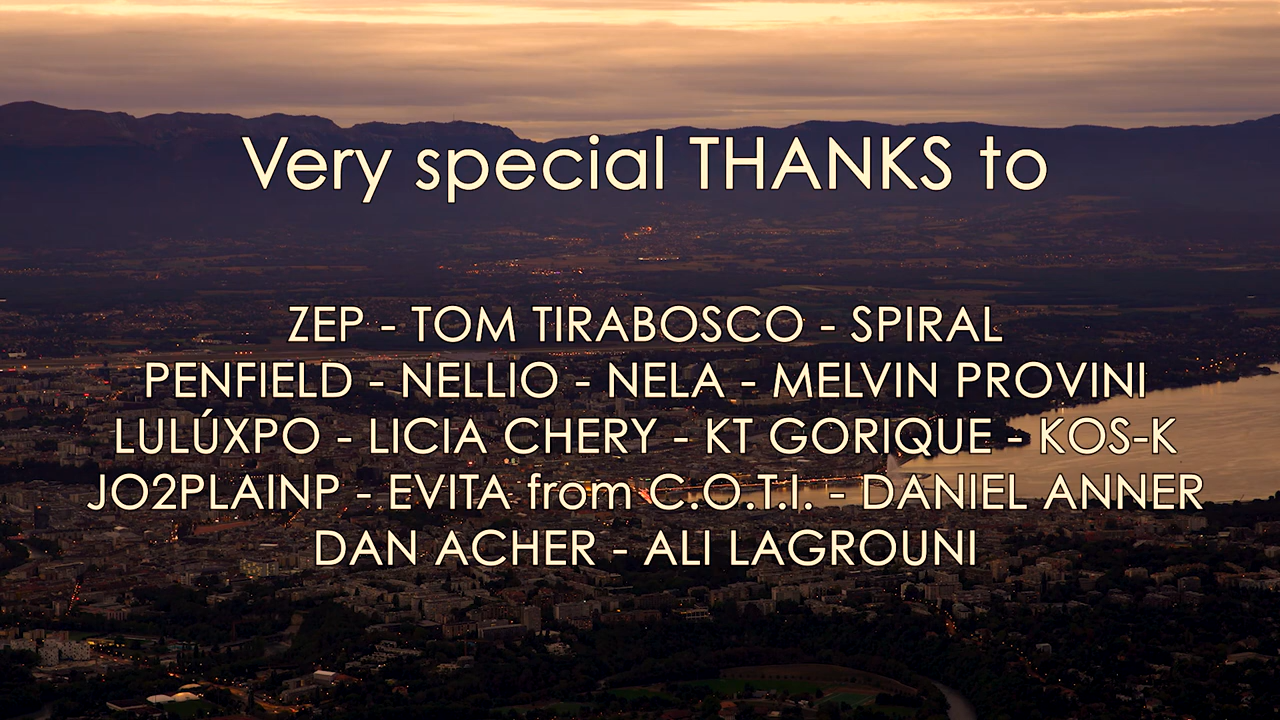 Very special THANKS to
ZEP - TOM TIRABOSCO - SPIRAL
PENFIELD - NELLIO - NELA - MELVIN PROVINI
LULÚXPO - LICIA CHERY - KT GORIQUE - KOS-K
JO2PLAINP - EVITA from C.O.T.I. - DANIEL ANNER
DAN ACHER - ALI LAGROUNI